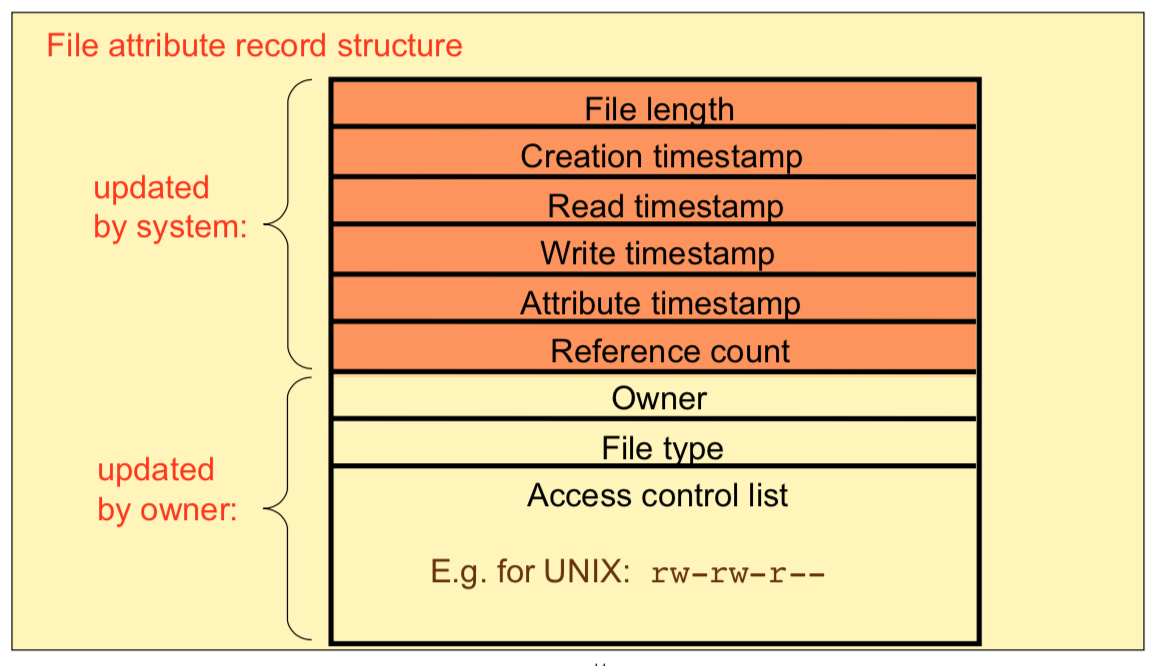 File attribute record structure
File length
Creation timestamp
updated
by system:
Read timestamp
Write timestamp
Attribute timestamp
Reference count
Owner
File type
updated
by owner:
Access control list
E.g. for UNIX: rw-rw-r--